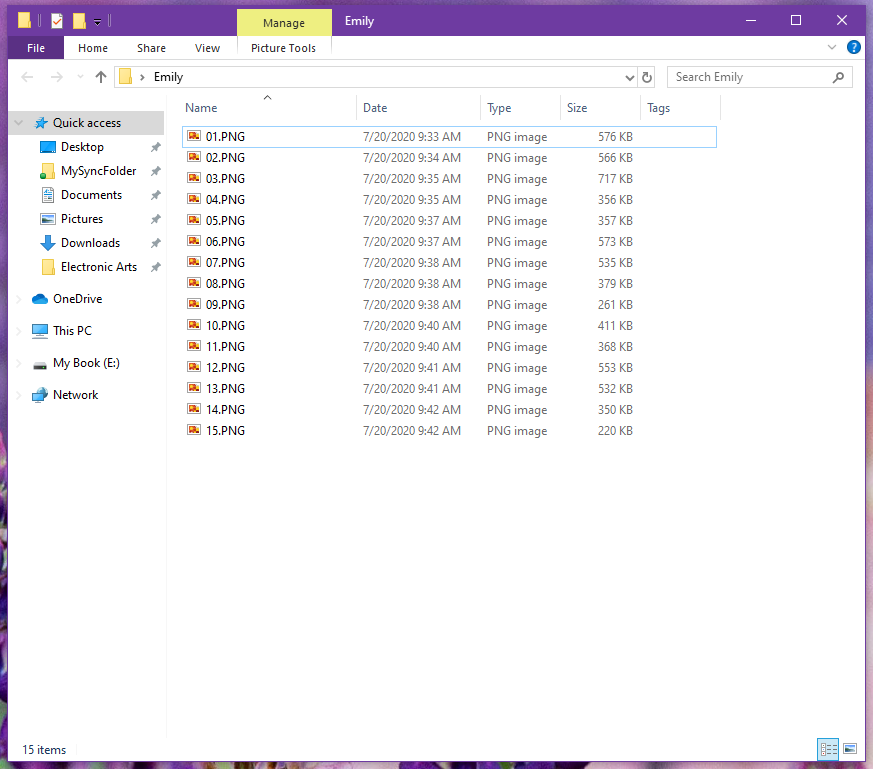 Manage
Emily
File Home Share View Picture Tools
Emily
Search Emily
Name Date Type Size Tags
Quick access
Desktop
MySyncFolder
Documents
Pictures
Downloads
Electronic Arts
OneDrive
This PC
My Book (E:)
Network
01.PNG 7/20/2020 9:33 AM PNG image 576 KB
02.PNG 7/20/2020 9:34 AM PNG image 566 KB
03.PNG 7/20/2020 9:35 AM PNG image 717 KB
04.PNG 7/20/2020 9:35 AM PNG image 356 KB
05.PNG 7/20/2020 9:37 AM PNG image 357 KB
06.PNG 7/20/2020 9:37 AM PNG image 573 KB
07.PNG 7/20/2020 9:38 AM PNG image 535 KB
08.PNG 7/20/2020 9:38 AM PNG image 379 KB
09.PNG 7/20/2020 9:38 AM PNG image 261 KB
10.PNG 7/20/2020 9:40 AM PNG image 411 KB
11.PNG 7/20/2020 9:40 AM PNG image 368 KB
12.PNG 7/20/2020 9:41 AM PNG image 553 KB
13.PNG 7/20/2020 9:41 AM PNG image 532 KB
14.PNG 7/20/2020 9:42 AM PNG image 350 KB
15.PNG 7/20/2020 9:42 AM PNG image 220 KB
15 items